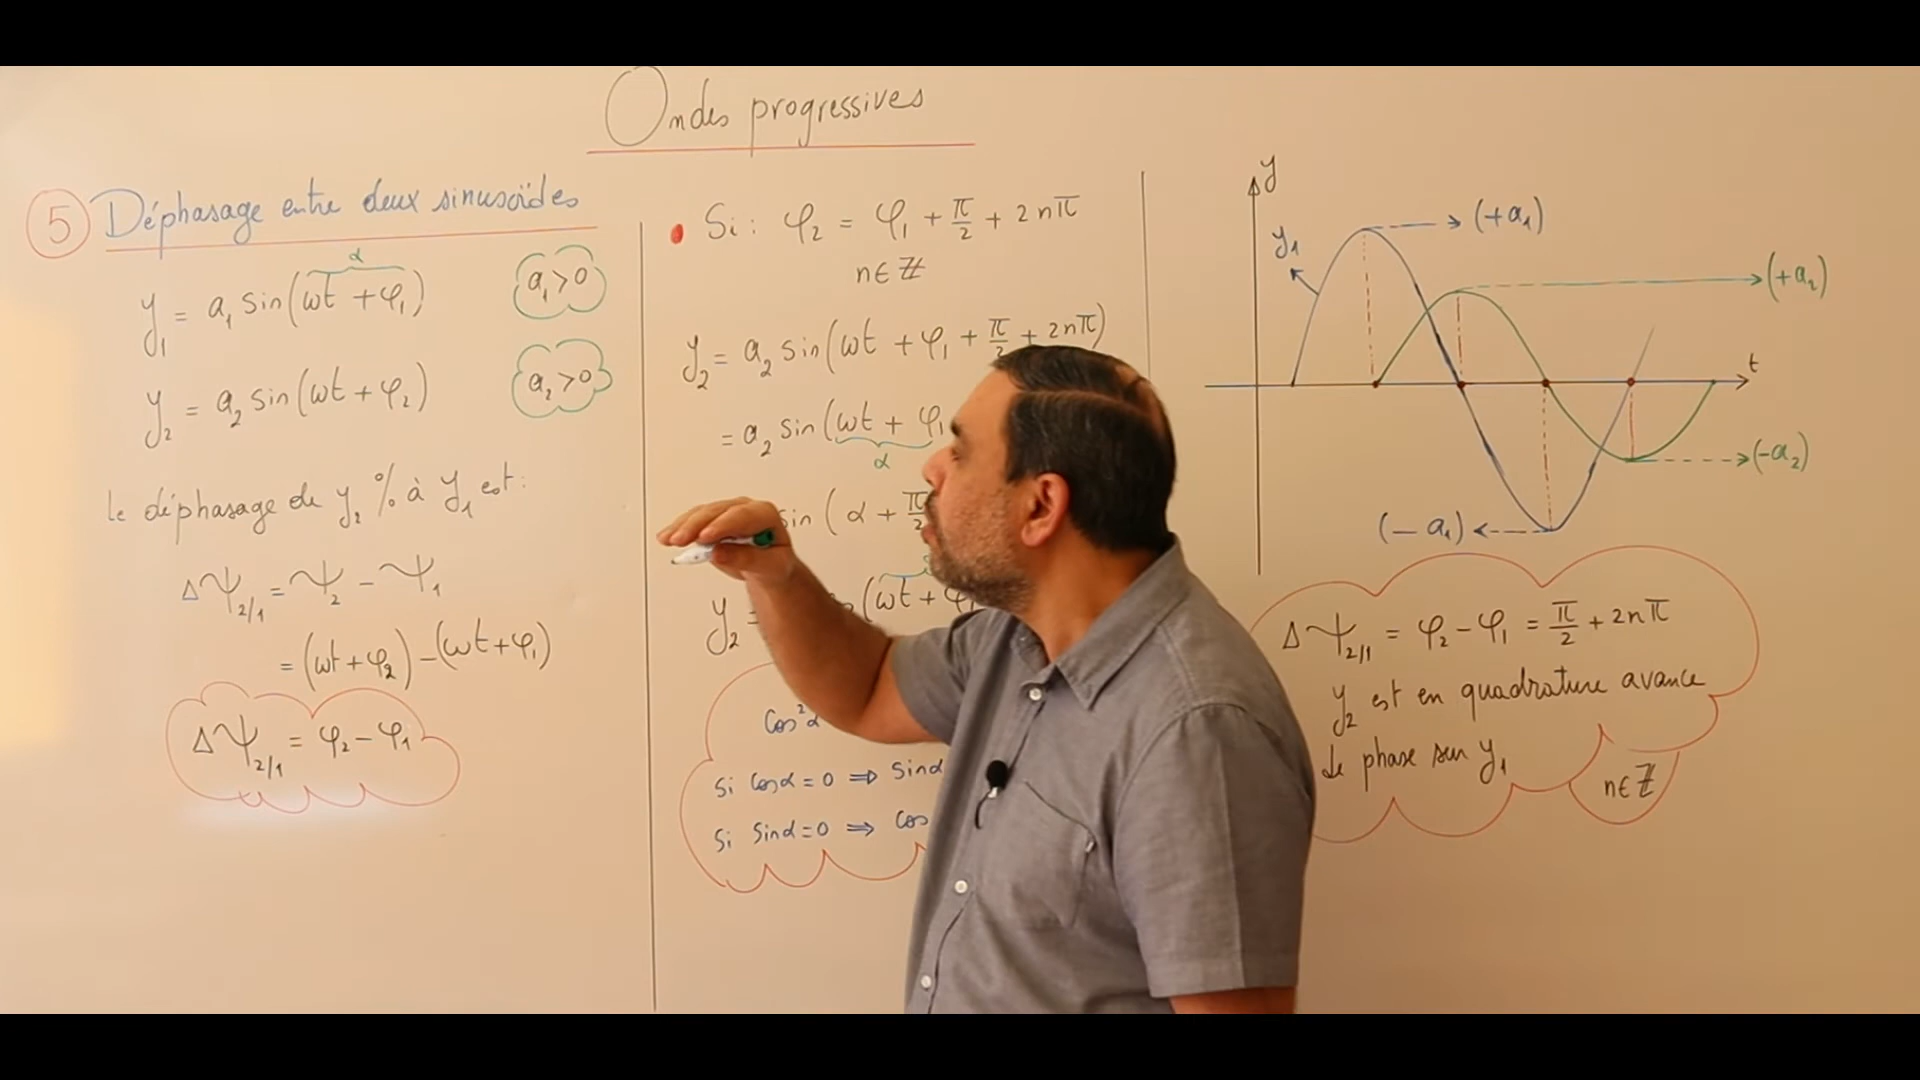 Ondes progressives
5 Déphasage entre deux sinusoïdes
α
y₁ = a₁ sin(ωt + φ₁)
a₁ > 0
y₂ = a₂ sin(ωt + φ₂)
a₂ > 0
Le déphasage de y₂ % à y₁ est:
ΔΨ₂/₁ = Ψ₂ - Ψ₁
= (ωt + φ₂) - (ωt + φ₁)
ΔΨ₂/₁ = φ₂ - φ₁
• Si: φ₂ = φ₁ + π/2 + 2nπ
n ∈ ℤ
y₂ = a₂ sin(ωt + φ₁ + π/2 + 2nπ)
= a₂ sin(ωt + φ₁
α
sin(α + π/2
y₂ = (ωt + φ₁
cos²α
Si cosα = 0 ⇒ sinα
Si sinα = 0 ⇒ cos
y
y₁
(+a₁)
(+a₂)
t
(-a₂)
(-a₁)
ΔΨ₂/₁ = φ₂ - φ₁ = π/2 + 2nπ
y₂ est en quadrature avance
de phase sur y₁
n ∈ ℤ